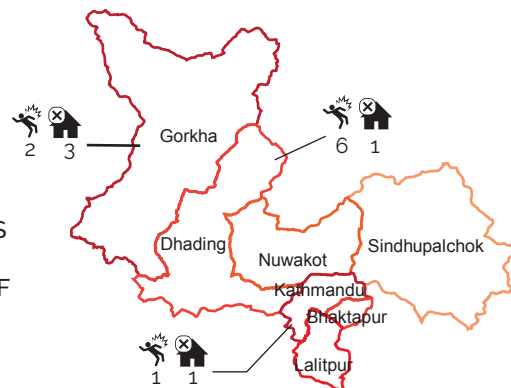 Gorkha
2 3
6 1
S
Dhading
Sindhupalchok
Nuwakot
F
Kathmandu
Bhaktapur
Lalitpur
1 1